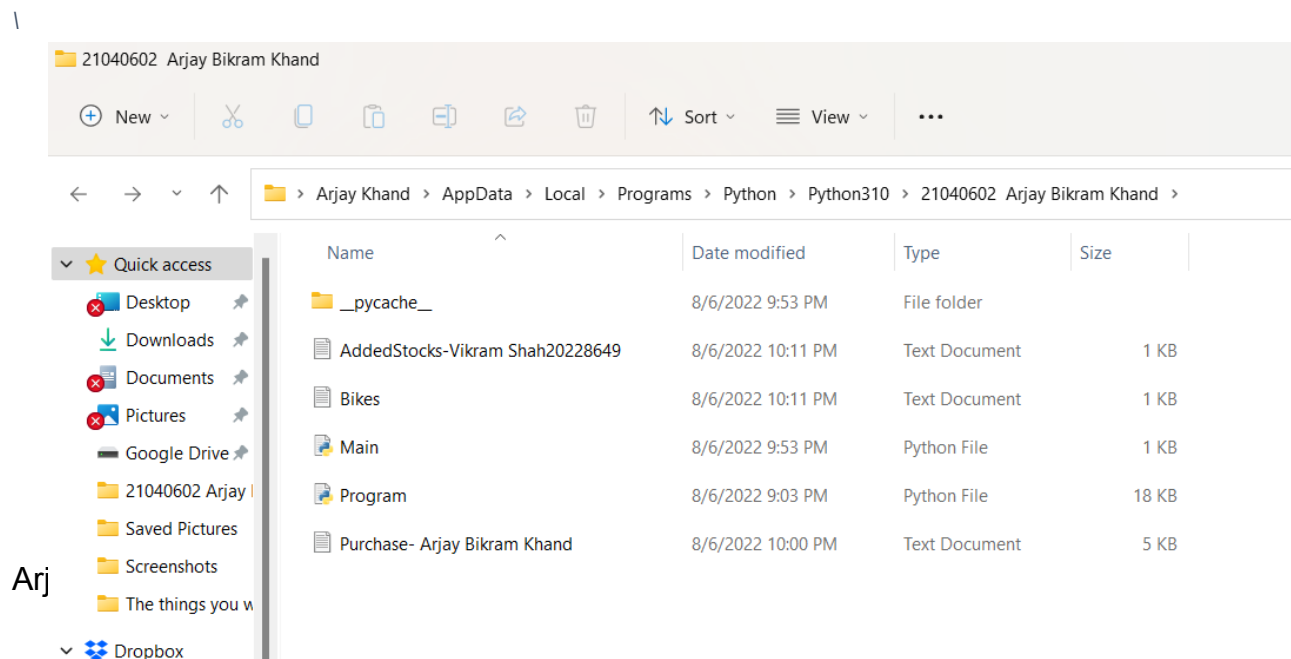 \
21040602 Arjay Bikram Khand
New Sort View •••
> Arjay Khand > AppData > Local > Programs > Python > Python310 > 21040602 Arjay Bikram Khand >
Name Date modified Type Size
Quick access
Desktop
Downloads
Documents
Pictures
Google Drive
21040602 Arjay
Saved Pictures
Screenshots
The things you w
Dropbox
__pycache__ 8/6/2022 9:53 PM File folder
AddedStocks-Vikram Shah20228649 8/6/2022 10:11 PM Text Document 1 KB
Bikes 8/6/2022 10:11 PM Text Document 1 KB
Main 8/6/2022 9:53 PM Python File 1 KB
Program 8/6/2022 9:03 PM Python File 18 KB
Purchase- Arjay Bikram Khand 8/6/2022 10:00 PM Text Document 5 KB
Arj